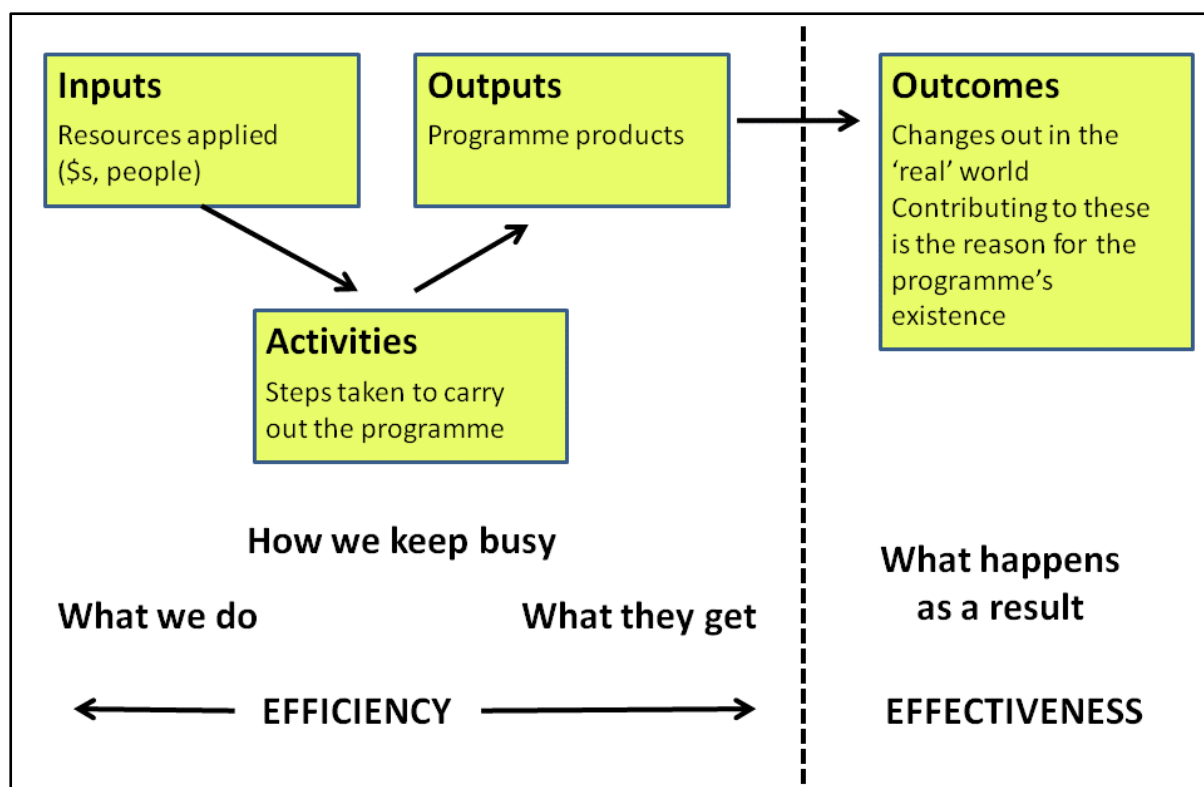 Inputs
Resources applied
($s, people)
Outputs
Programme products
Outcomes
Changes out in the
‘real’ world
Contributing to these
is the reason for the
programme’s
existence
Activities
Steps taken to carry
out the programme
How we keep busy
What we do
What they get
What happens
as a result
EFFICIENCY
EFFECTIVENESS